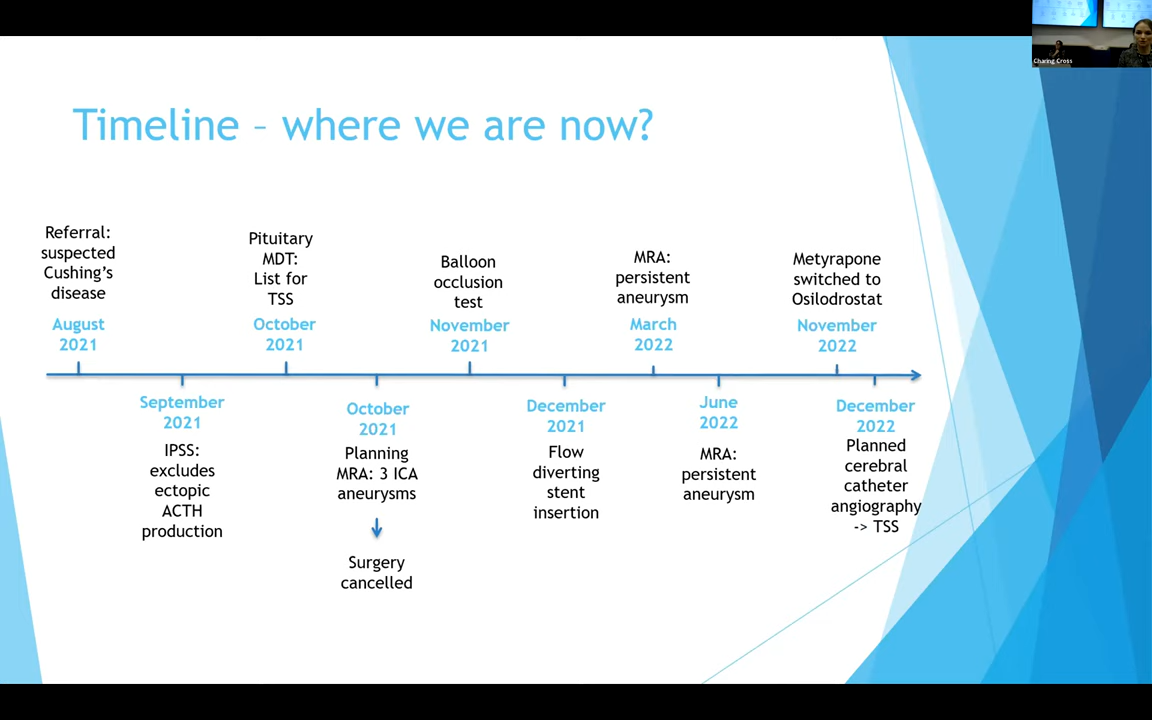 Charing Cross
Timeline – where we are now?
Referral:
suspected
Cushing's
disease
August
2021
September
2021
IPSS:
excludes
ectopic
ACTH
production
Pituitary
MDT:
List for
TSS
October
2021
October
2021
Planning
MRA: 3 ICA
aneurysms
Surgery
cancelled
Balloon
occlusion
test
November
2021
December
2021
Flow
diverting
stent
insertion
MRA:
persistent
aneurysm
March
2022
June
2022
MRA:
persistent
aneurysm
Metyrapone
switched to
Osilodrostat
November
2022
December
2022
Planned
cerebral
catheter
angiography
-> TSS